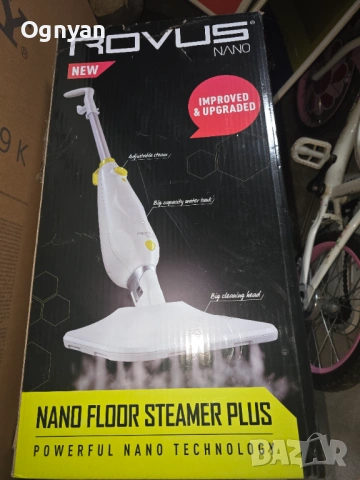 Ognyan
ROVUS
NANO
NEW
IMPROVED
& UPGRADED
Adjustable steam
Big capacity water tank
Big cleaning head
NANO FLOOR STEAMER PLUS
POWERFUL NANO TECHNOLOGY
bazar